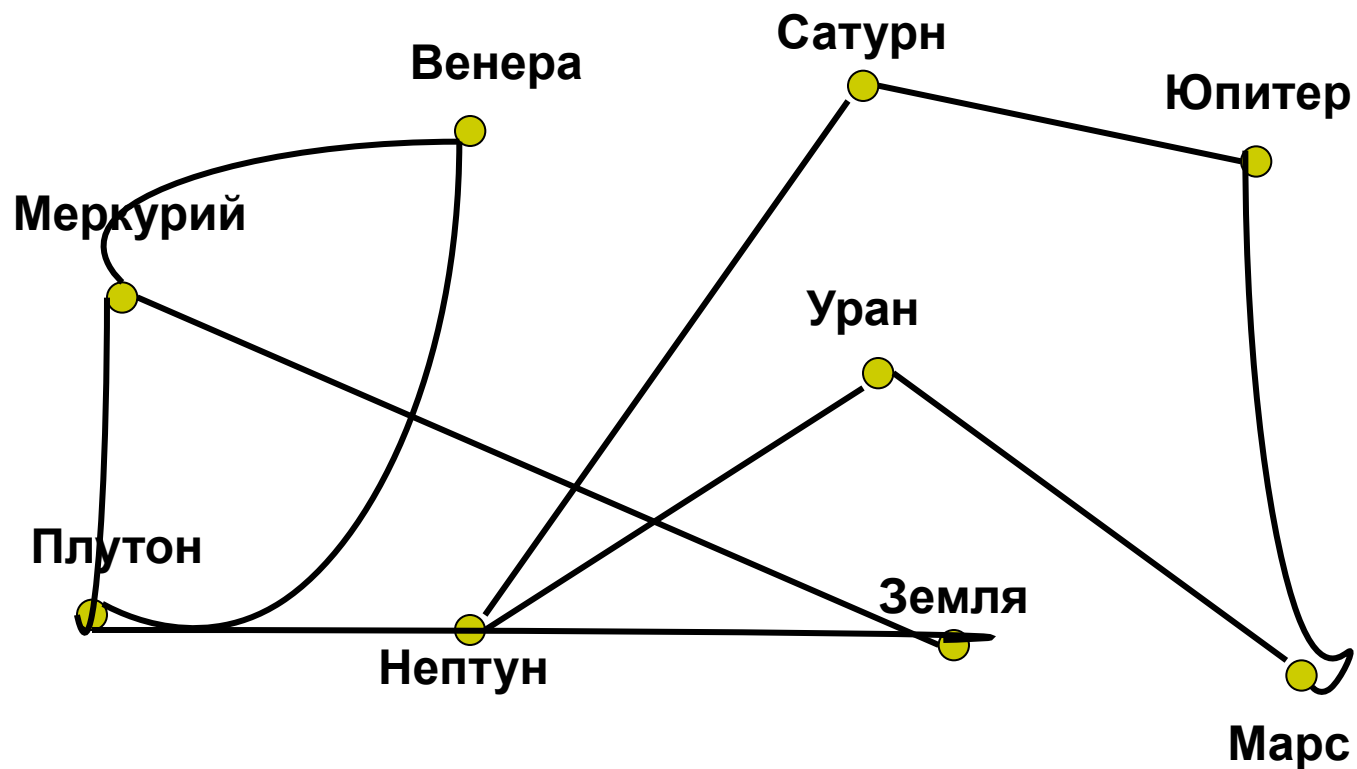 Сатурн
Венера
Юпитер
Меркурий
Уран
Плутон
Земля
Нептун
Марс